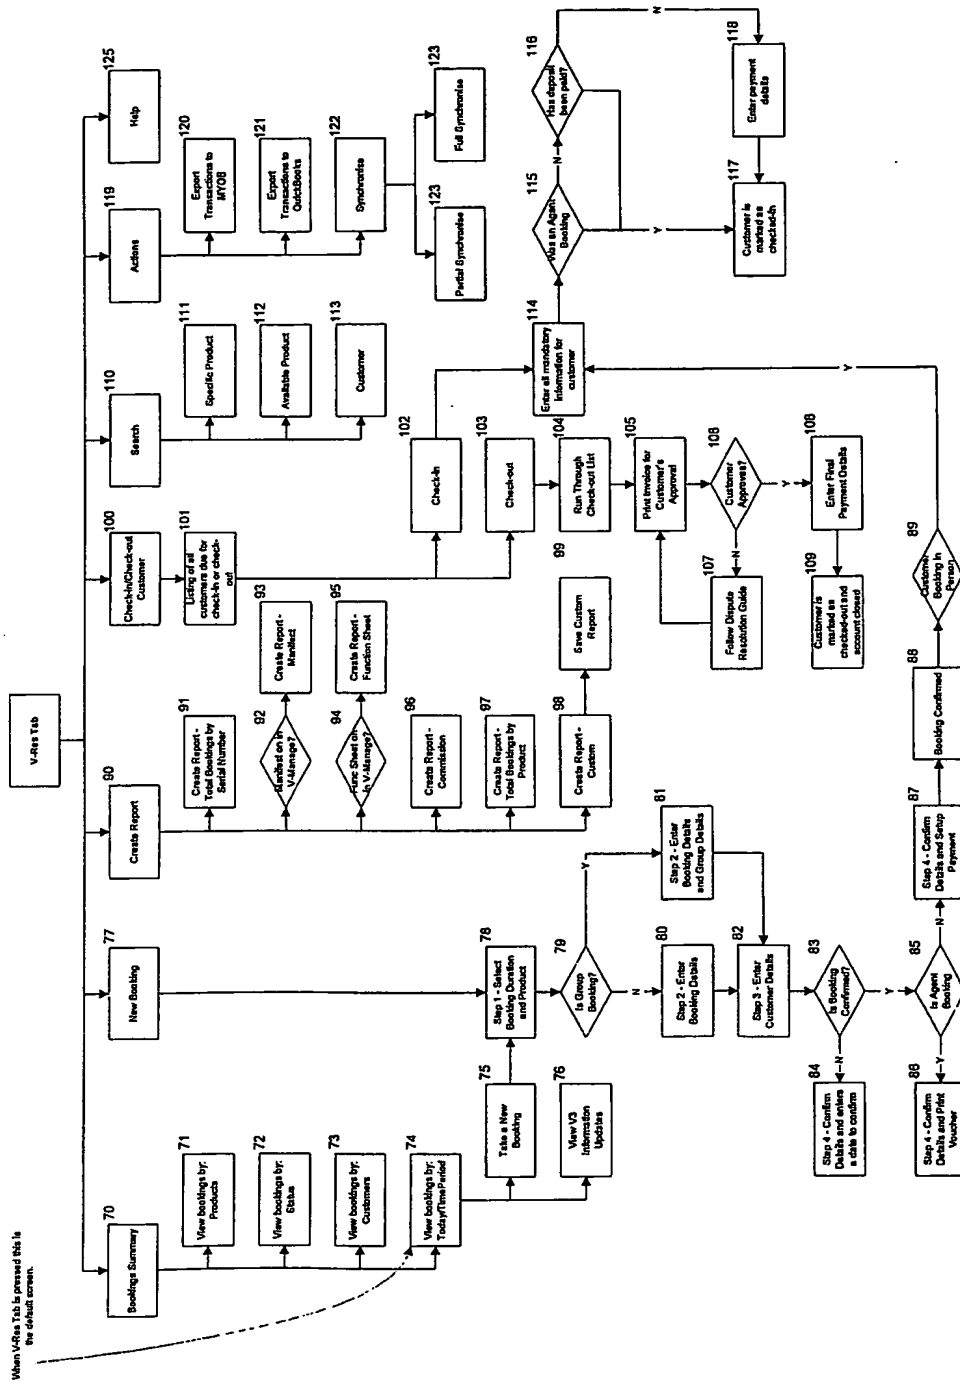 When V-Res Tab is pressed this is
the default screen.
V-Res Tab
70
Bookings Summary
71
View bookings by:
Products
72
View bookings by:
Status
73
View bookings by:
Customers
74
View bookings by:
Today/Time Period
75
Take a New
Booking
76
View V3
Information
Updates
77
New Booking
78
Step 1 - Select
Booking Duration
and Product
79
Is Group
Booking?
N
Y
80
Step 2 - Enter
Booking Details
81
Step 2 - Enter
Booking Details
and Group Details
82
Step 3 - Enter
Customer Details
83
Is Booking
Confirmed?
N
Y
84
Step 4 - Confirm
Details and enters
a date to confirm
85
Is Agent
Booking
Y
N
86
Step 4 - Confirm
Details and Print
Voucher
87
Step 4 - Confirm
Details and Setup
Payment
88
Booking Confirmed
89
Customer
Booking In
Person
Y
90
Create Report
91
Create Report -
Total Bookings by
Serial Number
92
Manifest on in
V-Manage?
93
Create Report -
Manifest
94
Func Sheet on
in V-Manage?
95
Create Report -
Function Sheet
96
Create Report -
Commission
97
Create Report -
Total Bookings by
Product
98
Create Report -
Custom
99
Save Custom
Report
100
Check-in/Check-out
Customer
101
Listing of all
customers due for
check-in or check-
out
102
Check-in
103
Check-out
104
Run Through
Check-out List
105
Print Invoice for
Customer's
Approval
108
Customer
Approves?
N
Y
107
Follow Dispute
Resolution Guide
108
Enter Final
Payment Details
109
Customer is
marked as
checked-out and
account closed
110
Search
111
Specific Product
112
Available Product
113
Customer
114
Enter all mandatory
information for
customer
115
Was an Agent
Booking
N
Y
116
Has deposit
been paid?
N
117
Customer is
marked as
checked-in
118
Enter payment
details
119
Actions
120
Export
Transactions to
MYOB
121
Export
Transactions to
QuickBooks
122
Synchronise
123
Partial Synchronise
123
Full Synchronise
125
Help